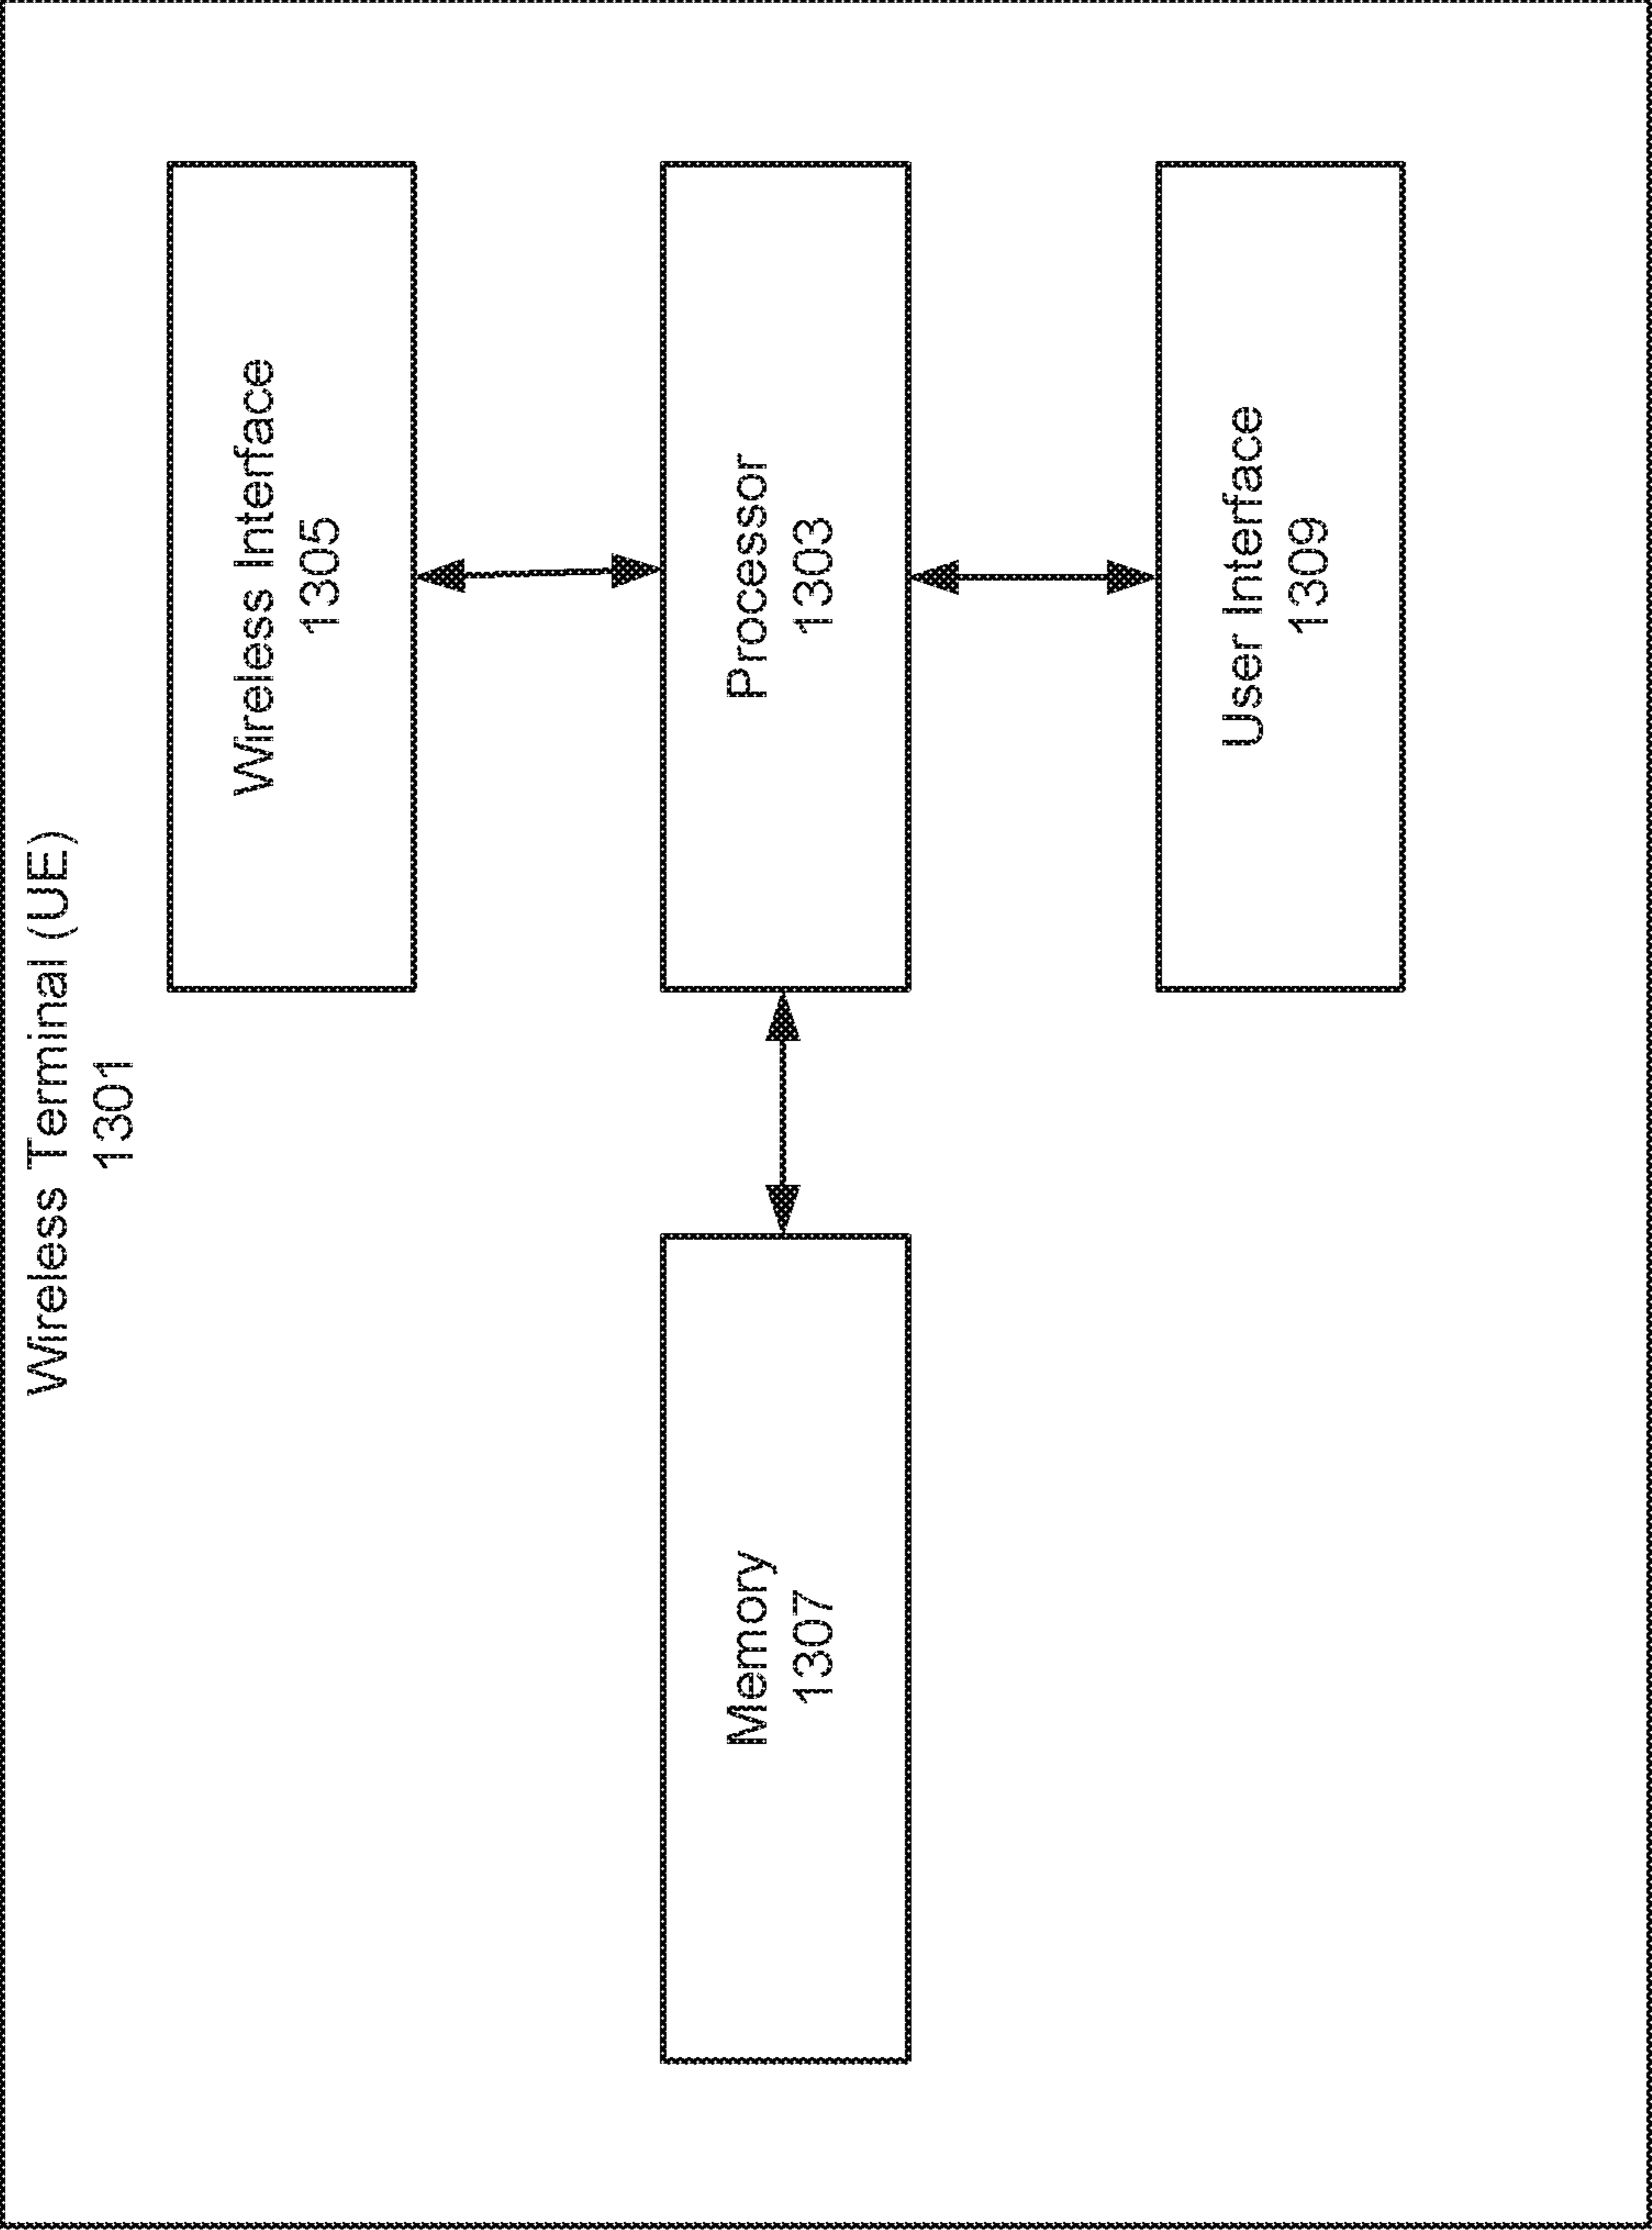 Wireless Terminal (UE)
1301
Wireless Interface
1305
Memory
1307
Processor
1303
User Interface
1309